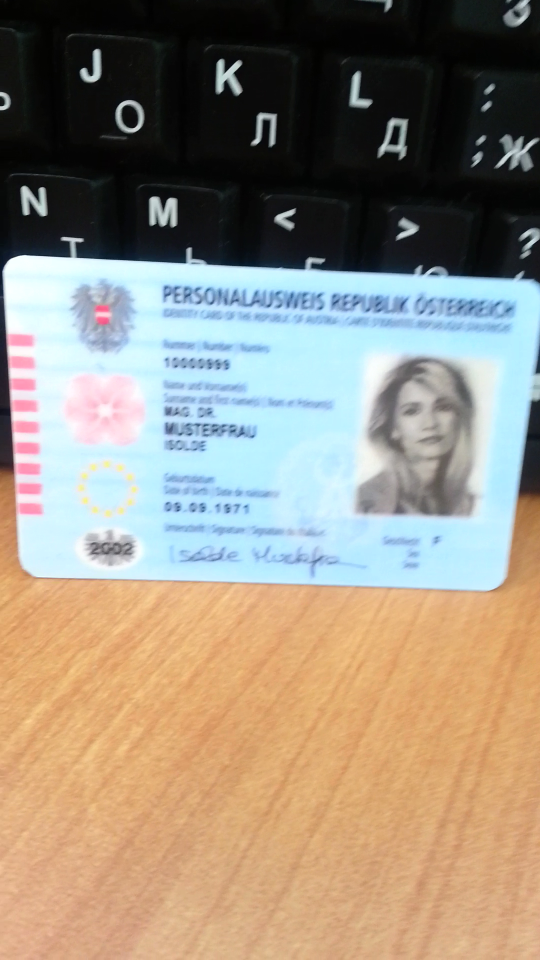 J
K
L
:
О
Л
Д
;
Ж
N
M
<
>
?
Т
Ь
PERSONALAUSWEIS REPUBLIK ÖSTERREICH
IDENTITY CARD OF THE REPUBLIC OF AUSTRIA | CARTE D'IDENTITÉ RÉPUBLIQUE D'AUTRICHE
Nummer | Number | Numéro
10000999
Name und Vorname(n)
Surname and first name(s) | Nom et Prénom(s)
MAG. DR.
MUSTERFRAU
ISOLDE
Geburtsdatum
Date of birth | Date de naissance
09.09.1971
Unterschrift | Signature | Signature du titulaire
2002
Isolde Musterfrau
Geschlecht F
Sex
Sexe